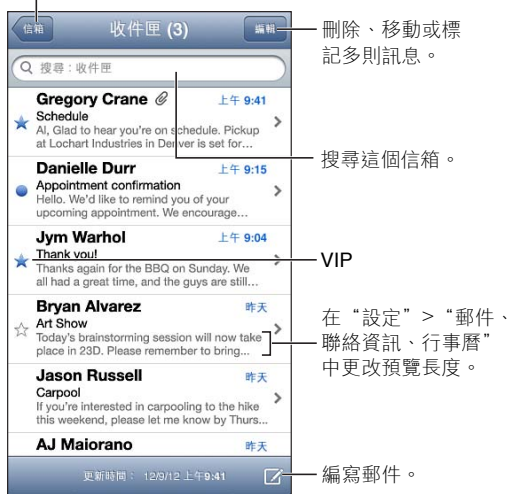 信箱
收件匣 (3)
編輯
搜尋：收件匣
Gregory Crane
上午 9:41
Schedule
Al, Glad to hear you're on schedule. Pickup
at Lochart Industries in Denver is set for…
Danielle Durr
上午 9:15
Appointment confirmation
Hello. We'd like to remind you of your
upcoming appointment. We encourage…
Jym Warhol
上午 9:04
Thank you!
Thanks again for the BBQ on Sunday. We
all had a great time, and the guys are still…
Bryan Alvarez
昨天
Art Show
Today's brainstorming session will now take
place in 23D. Please remember to bring…
Jason Russell
昨天
Carpool
If you're interested in carpooling to the hike
this weekend, please let me know by Thurs…
AJ Maiorano
昨天
更新時間： 12/9/12 上午9:41
刪除、移動或標
記多則訊息。
搜尋這個信箱。
VIP
在“設定”>“郵件、
聯絡資訊、行事曆”
中更改預覽長度。
編寫郵件。